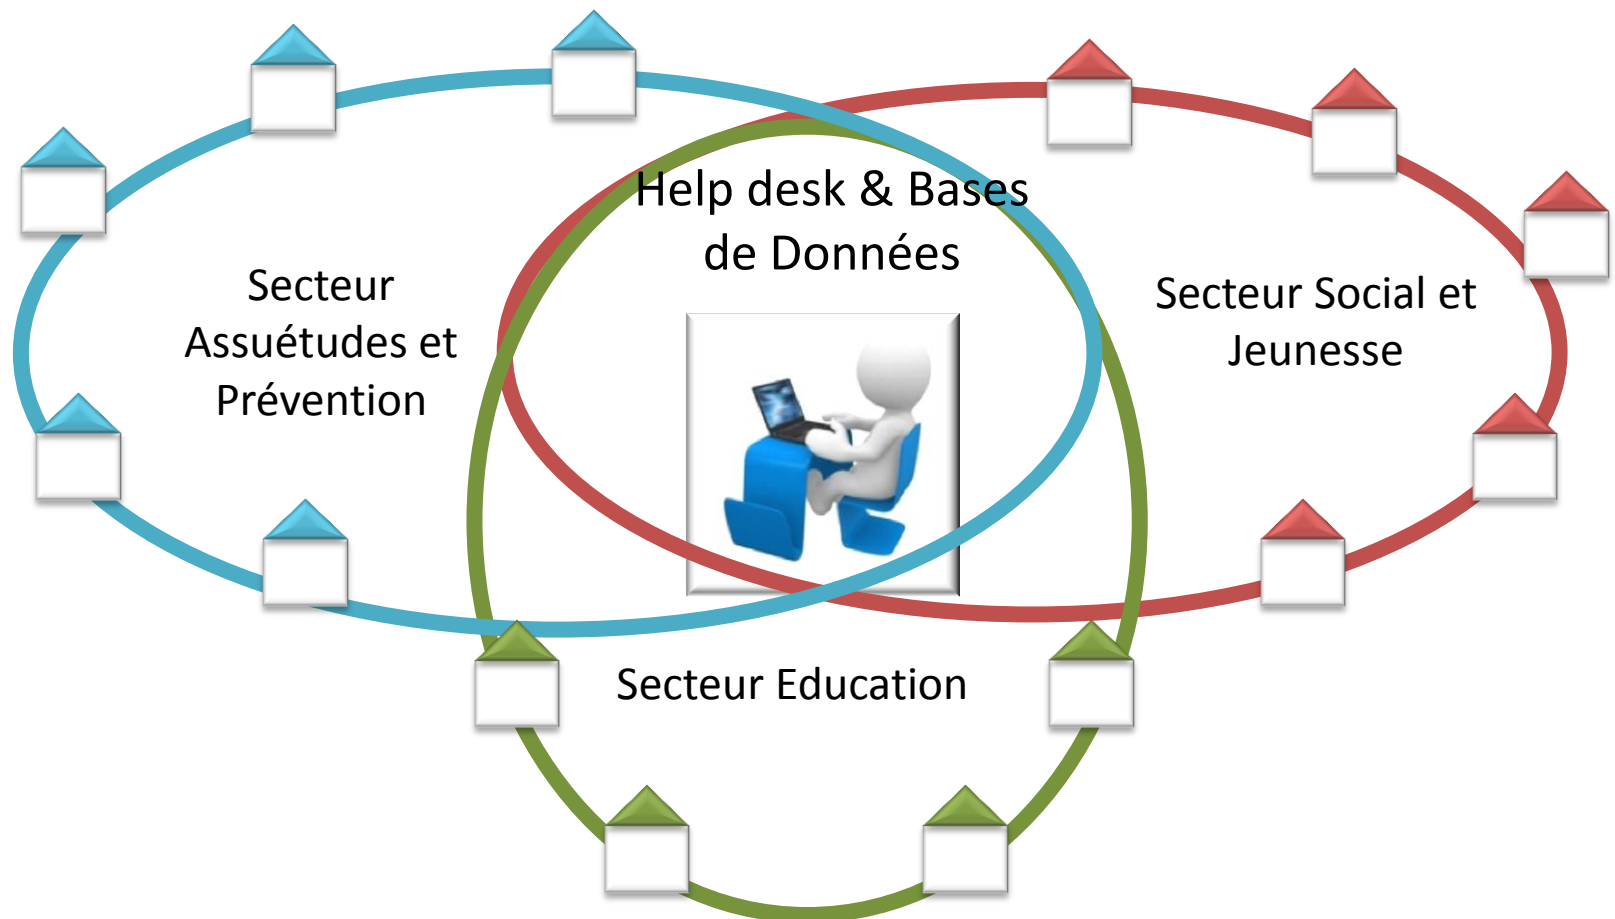 Help desk & Bases
de Données
Secteur
Assuétudes et
Prévention
Secteur Social et
Jeunesse
Secteur Education